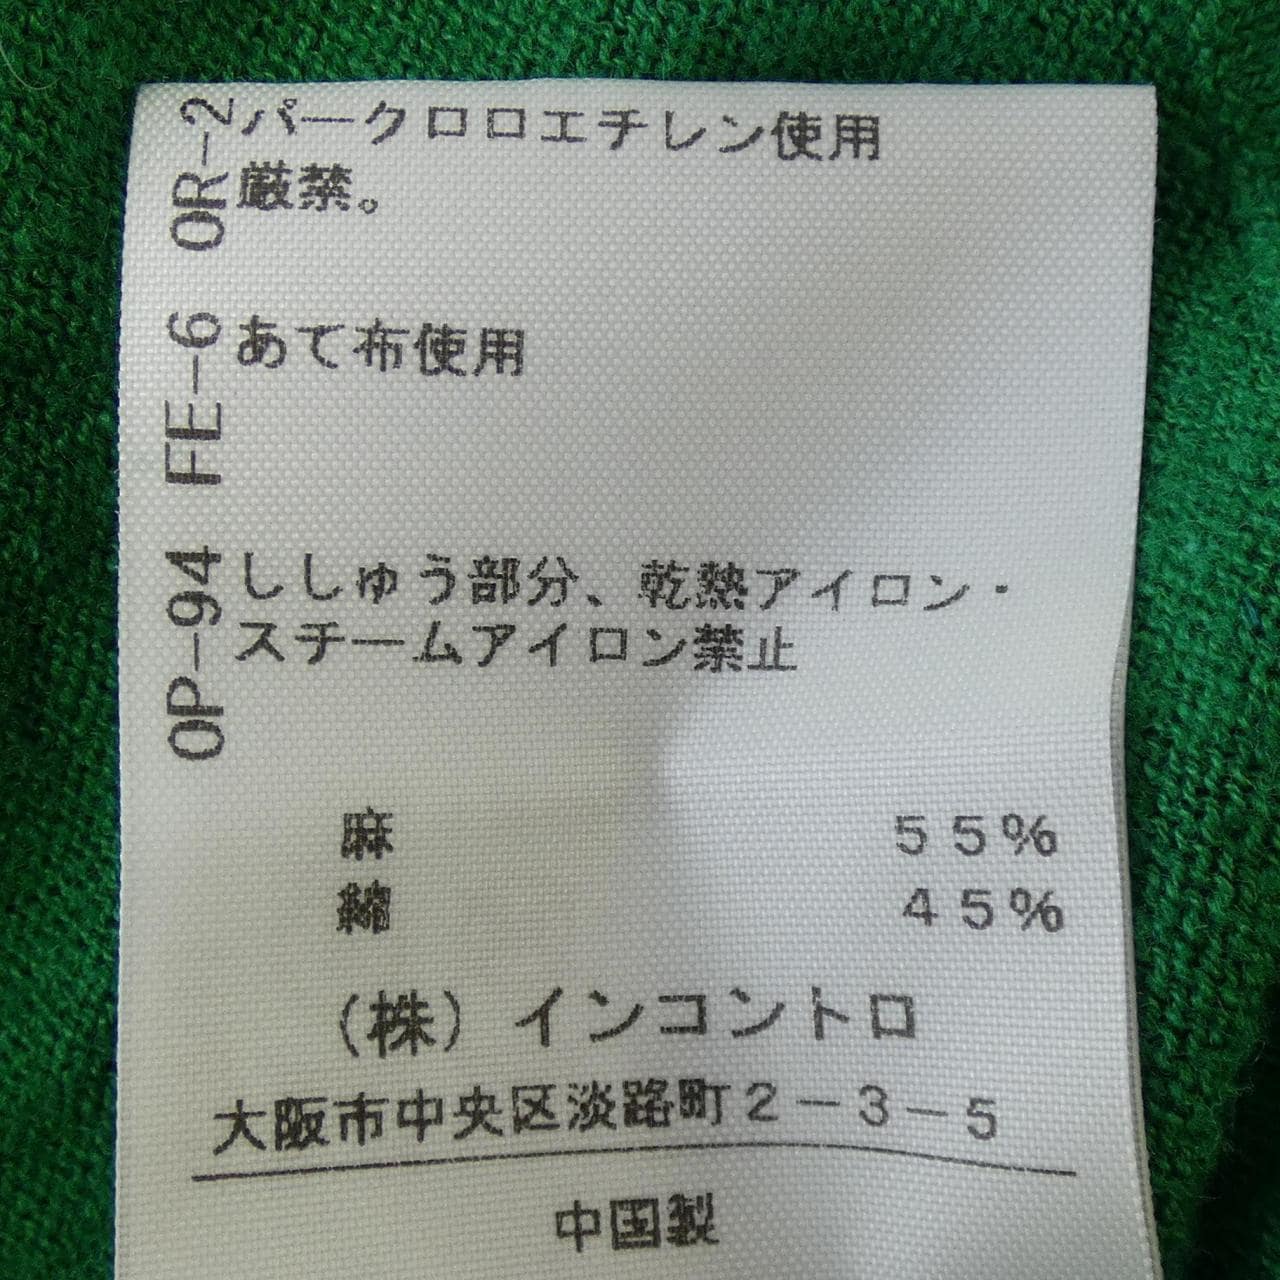 OR-2 パークロロエチレン使用
厳禁。
FE-6 あて布使用
OP-94 ししゅう部分、乾熱アイロン・
スチームアイロン禁止
麻 55%
綿 45%
(株)インコントロ
大阪市中央区淡路町2-3-5
中国製